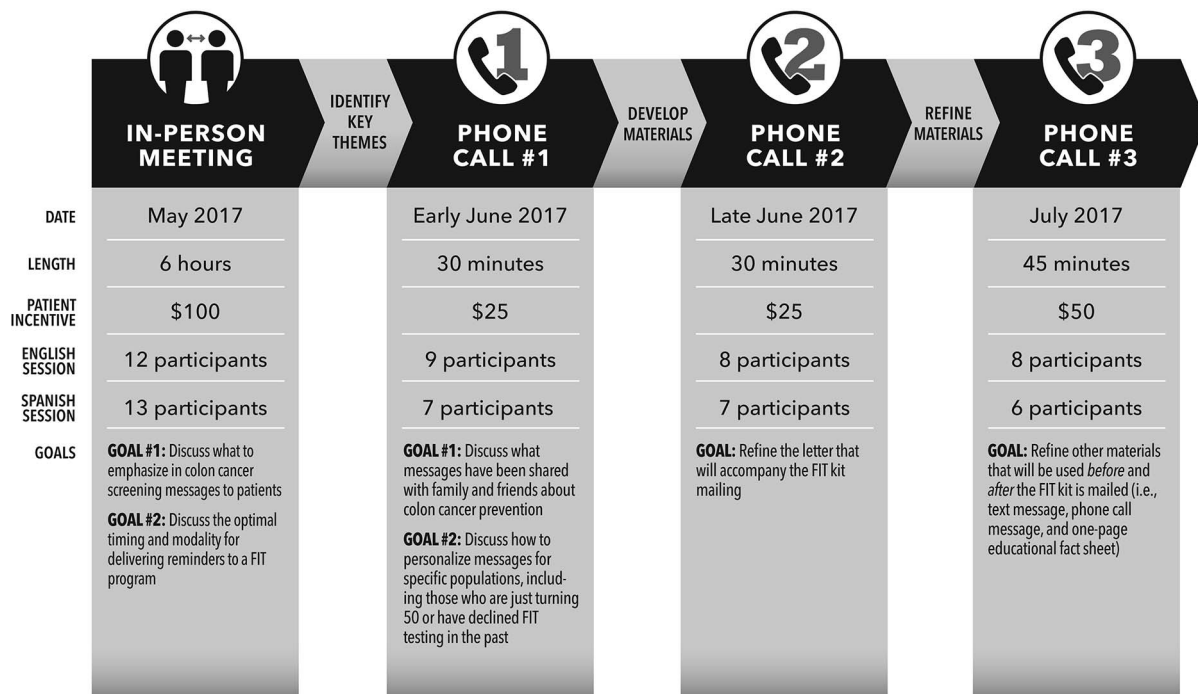 1
2
3
IN-PERSON
MEETING
IDENTIFY
KEY
THEMES
PHONE
CALL #1
DEVELOP
MATERIALS
PHONE
CALL #2
REFINE
MATERIALS
PHONE
CALL #3
DATE
May 2017
Early June 2017
Late June 2017
July 2017
LENGTH
6 hours
30 minutes
30 minutes
45 minutes
PATIENT
INCENTIVE
$100
$25
$25
$50
ENGLISH
SESSION
12 participants
9 participants
8 participants
8 participants
SPANISH
SESSION
13 participants
7 participants
7 participants
6 participants
GOALS
GOAL #1: Discuss what to
emphasize in colon cancer
screening messages to patients
GOAL #2: Discuss the optimal
timing and modality for
delivering reminders to a FIT
program
GOAL #1: Discuss what
messages have been shared
with family and friends about
colon cancer prevention
GOAL #2: Discuss how to
personalize messages for
specific populations, includ-
ing those who are just turning
50 or have declined FIT
testing in the past
GOAL: Refine the letter that
will accompany the FIT kit
mailing
GOAL: Refine other materials
that will be used before and
after the FIT kit is mailed (i.e.,
text message, phone call
message, and one-page
educational fact sheet)